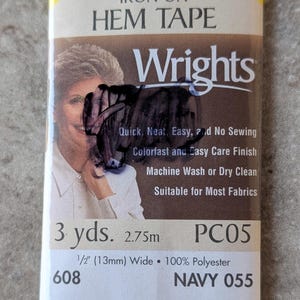 HEM TAPE
Wrights
Quick, Neat, Easy, and No Sewing
Colorfast and Easy Care Finish
Machine Wash or Dry Clean
Suitable for Most Fabrics
3 yds. 2.75m PC05
1/2" (13mm) Wide • 100% Polyester
608 NAVY 055